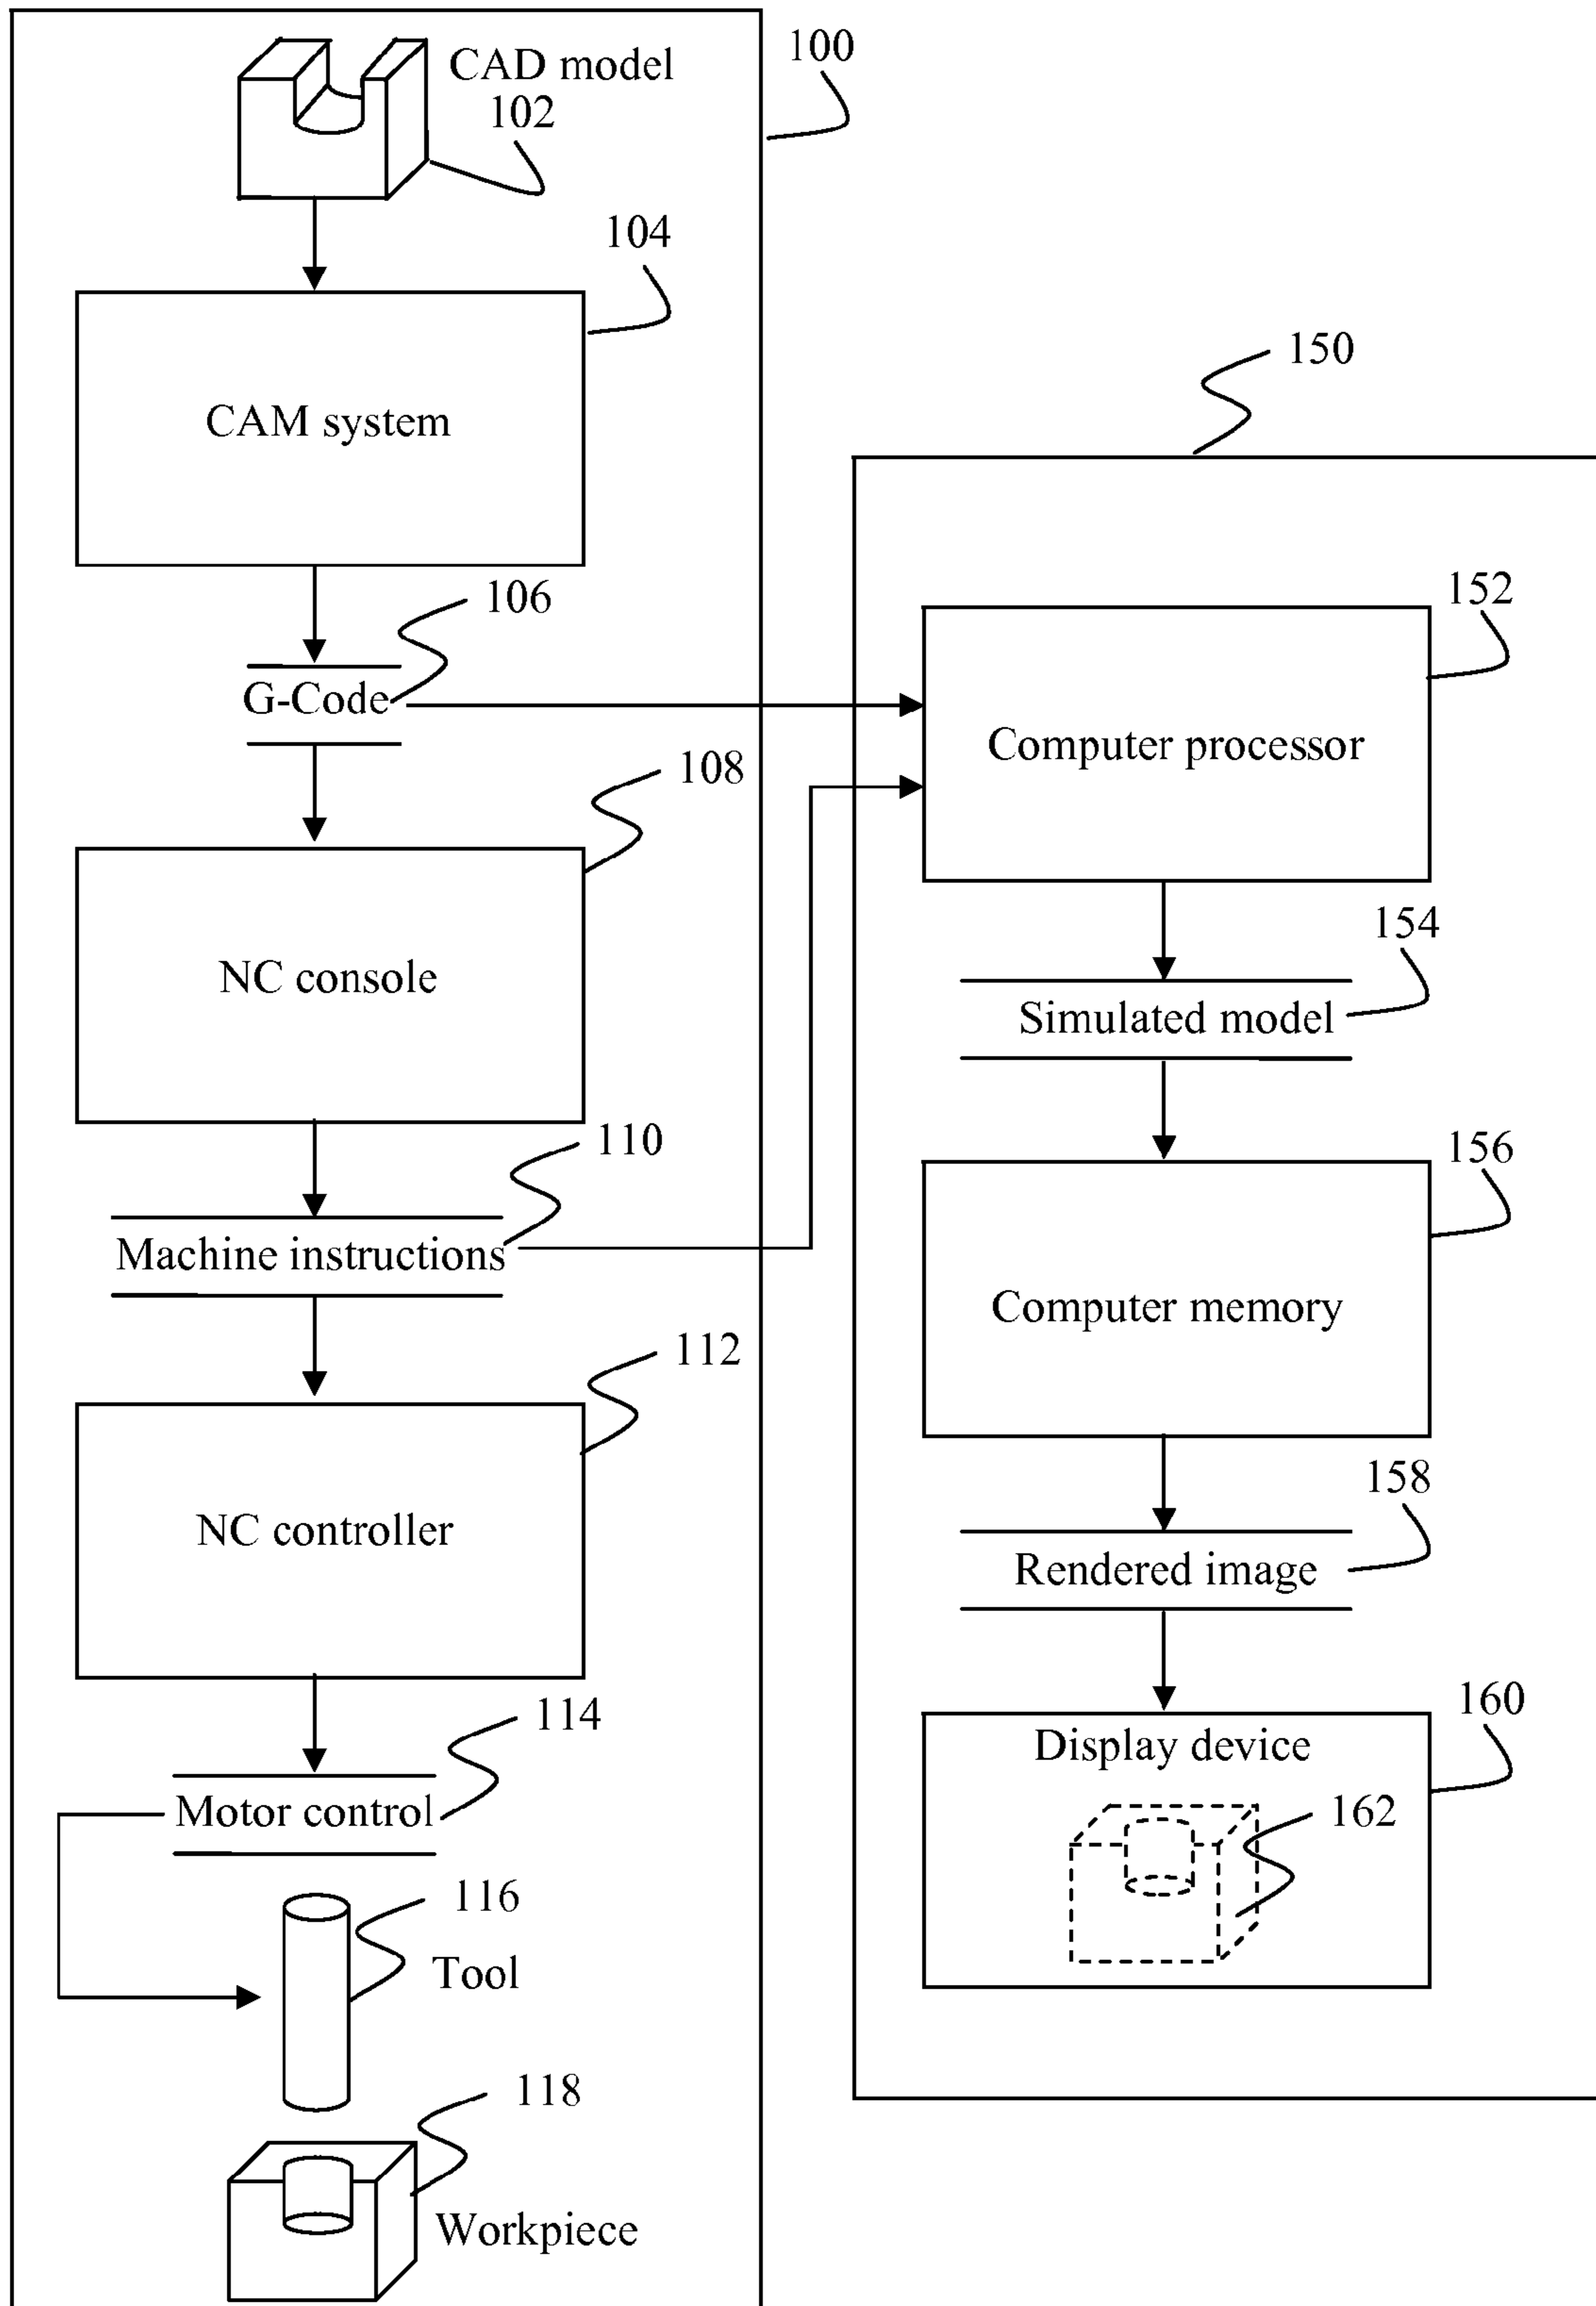 100
CAD model
102
104
CAM system
106
G-Code
108
NC console
110
Machine instructions
112
NC controller
114
Motor control
116
Tool
118
Workpiece
150
152
Computer processor
154
Simulated model
156
Computer memory
158
Rendered image
160
Display device
162